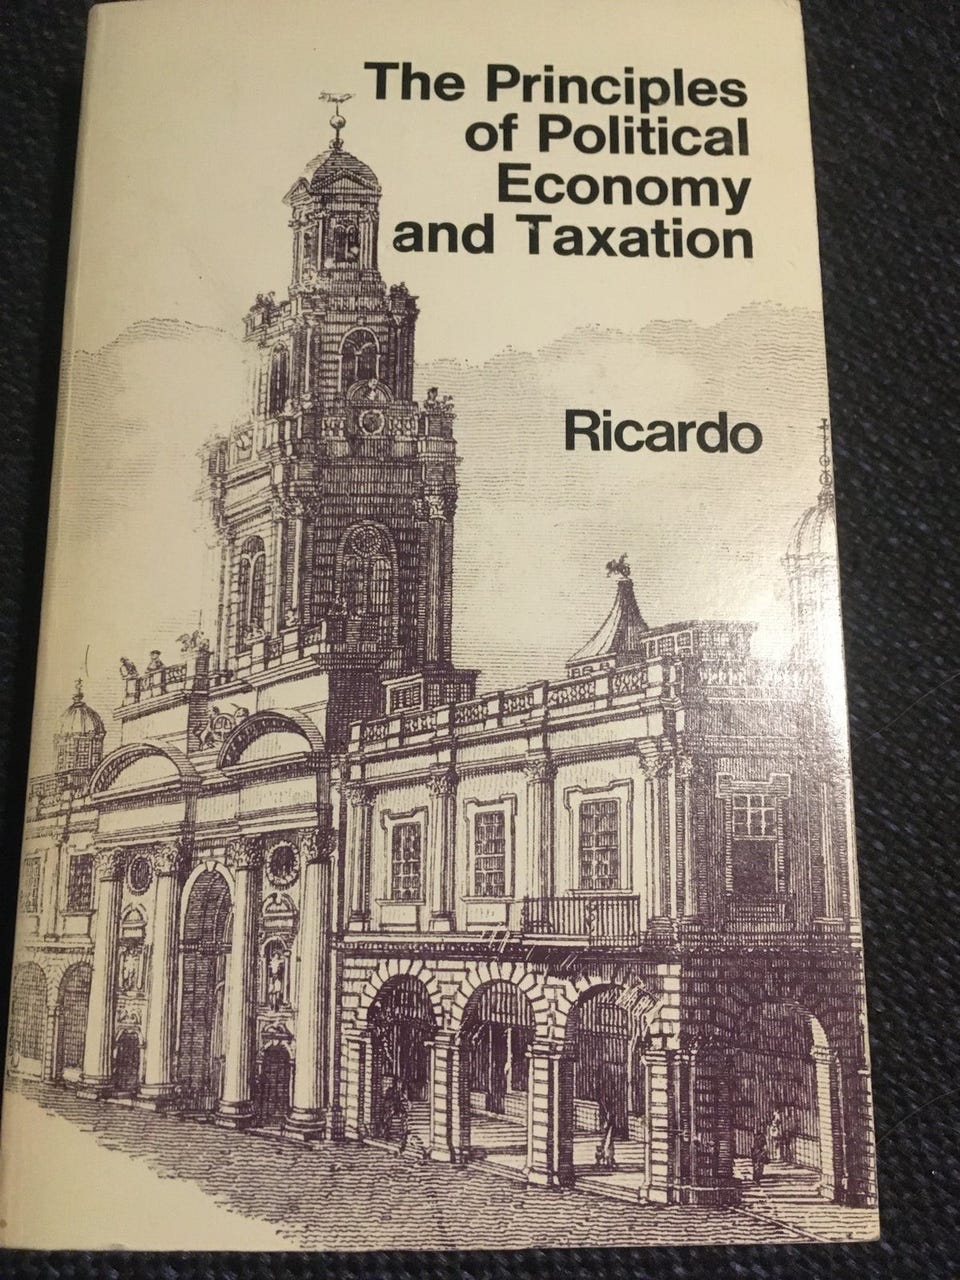 The Principles
of Political
Economy
and Taxation
Ricardo